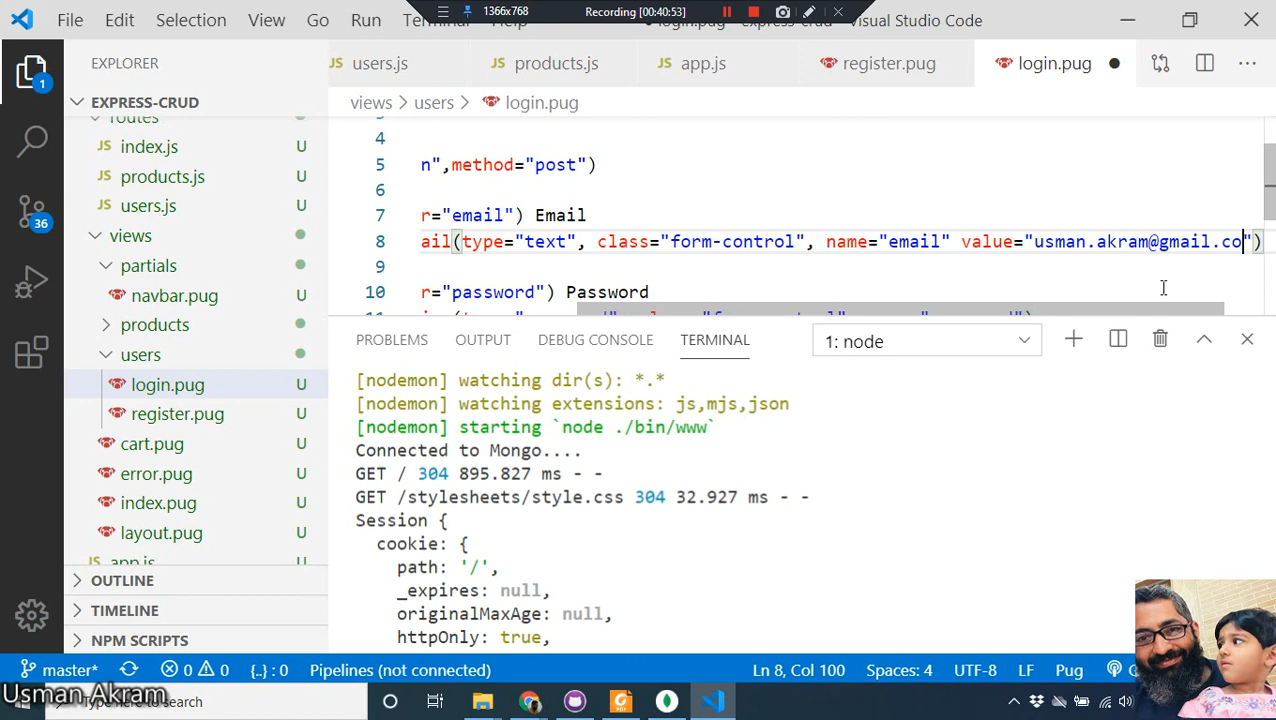 File Edit Selection View Go Run Terminal login.pug - express-crud - Visual Studio Code
1366x768 Recording [00:40:53]
EXPLORER
users.js products.js app.js register.pug login.pug
EXPRESS-CRUD
views > users > login.pug
routes
index.js U
products.js U
users.js U
views
partials
navbar.pug U
products
users
login.pug U
register.pug U
cart.pug U
error.pug U
index.pug U
layout.pug U
app.js U
OUTLINE
TIMELINE
NPM SCRIPTS
1
36
3
4
5 n",method="post")
6
7 r="email") Email
8 ail(type="text", class="form-control", name="email" value="usman.akram@gmail.co")
9
10 r="password") Password
11
PROBLEMS OUTPUT DEBUG CONSOLE TERMINAL 1: node
[nodemon] watching dir(s): *.*
[nodemon] watching extensions: js,mjs,json
[nodemon] starting `node ./bin/www`
Connected to Mongo....
GET / 304 895.827 ms - -
GET /stylesheets/style.css 304 32.927 ms - -
Session {
cookie: {
path: '/',
_expires: null,
originalMaxAge: null,
httpOnly: true,
master* 0 0 {..} : 0 Pipelines (not connected) Ln 8, Col 100 Spaces: 4 UTF-8 LF Pug
Usman Akram
Type here to search